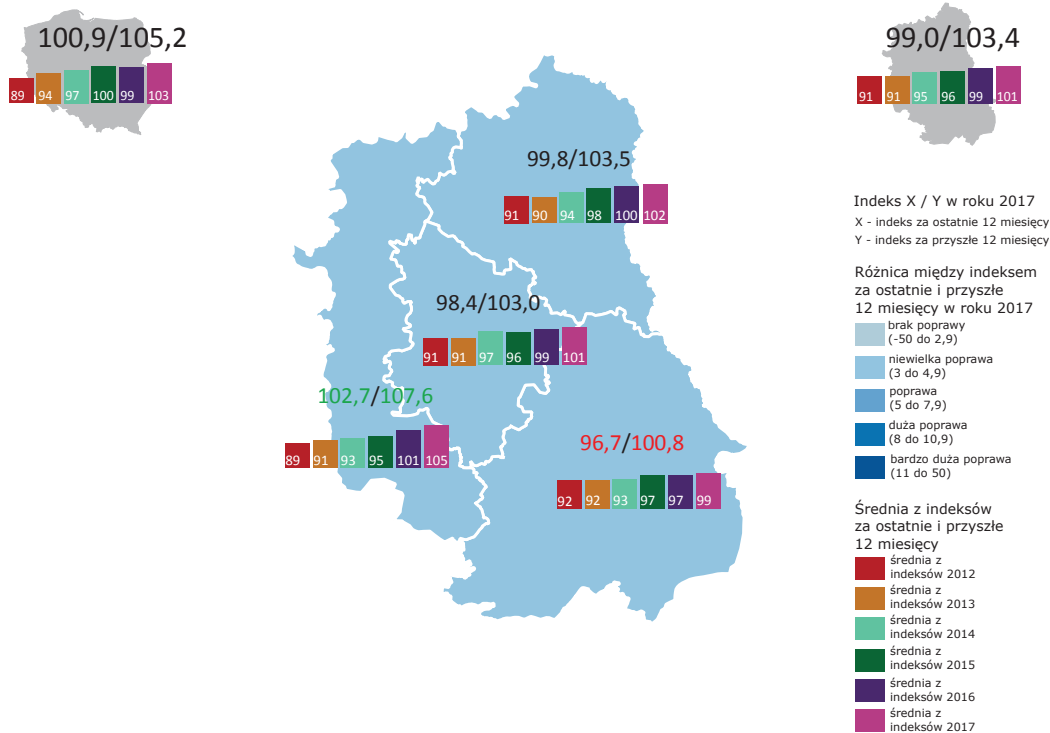 100,9/105,2
89 94 97 100 99 103
99,0/103,4
91 91 95 96 99 101
99,8/103,5
91 90 94 98 100 102
98,4/103,0
91 91 97 96 99 101
102,7/107,6
89 91 93 95 101 105
96,7/100,8
92 92 93 97 97 99
Indeks X / Y w roku 2017
X - indeks za ostatnie 12 miesięcy
Y - indeks za przyszłe 12 miesięcy
Różnica między indeksem
za ostatnie i przyszłe
12 miesięcy w roku 2017
brak poprawy
(-50 do 2,9)
niewielka poprawa
(3 do 4,9)
poprawa
(5 do 7,9)
duża poprawa
(8 do 10,9)
bardzo duża poprawa
(11 do 50)
Średnia z indeksów
za ostatnie i przyszłe
12 miesięcy
średnia z
indeksów 2012
średnia z
indeksów 2013
średnia z
indeksów 2014
średnia z
indeksów 2015
średnia z
indeksów 2016
średnia z
indeksów 2017